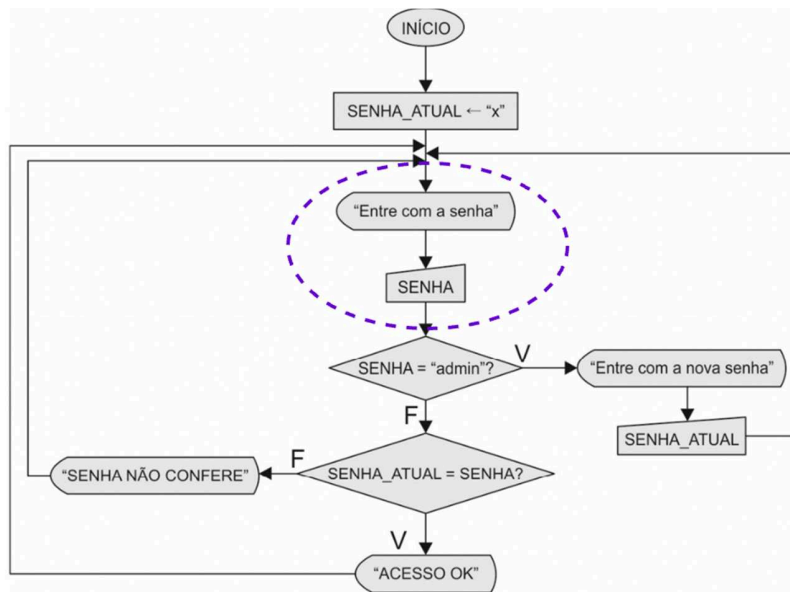 INÍCIO
SENHA_ATUAL ← “x”
“Entre com a senha”
SENHA
SENHA = “admin”?
V
“Entre com a nova senha”
SENHA_ATUAL
F
SENHA_ATUAL = SENHA?
F
“SENHA NÃO CONFERE”
V
“ACESSO OK”